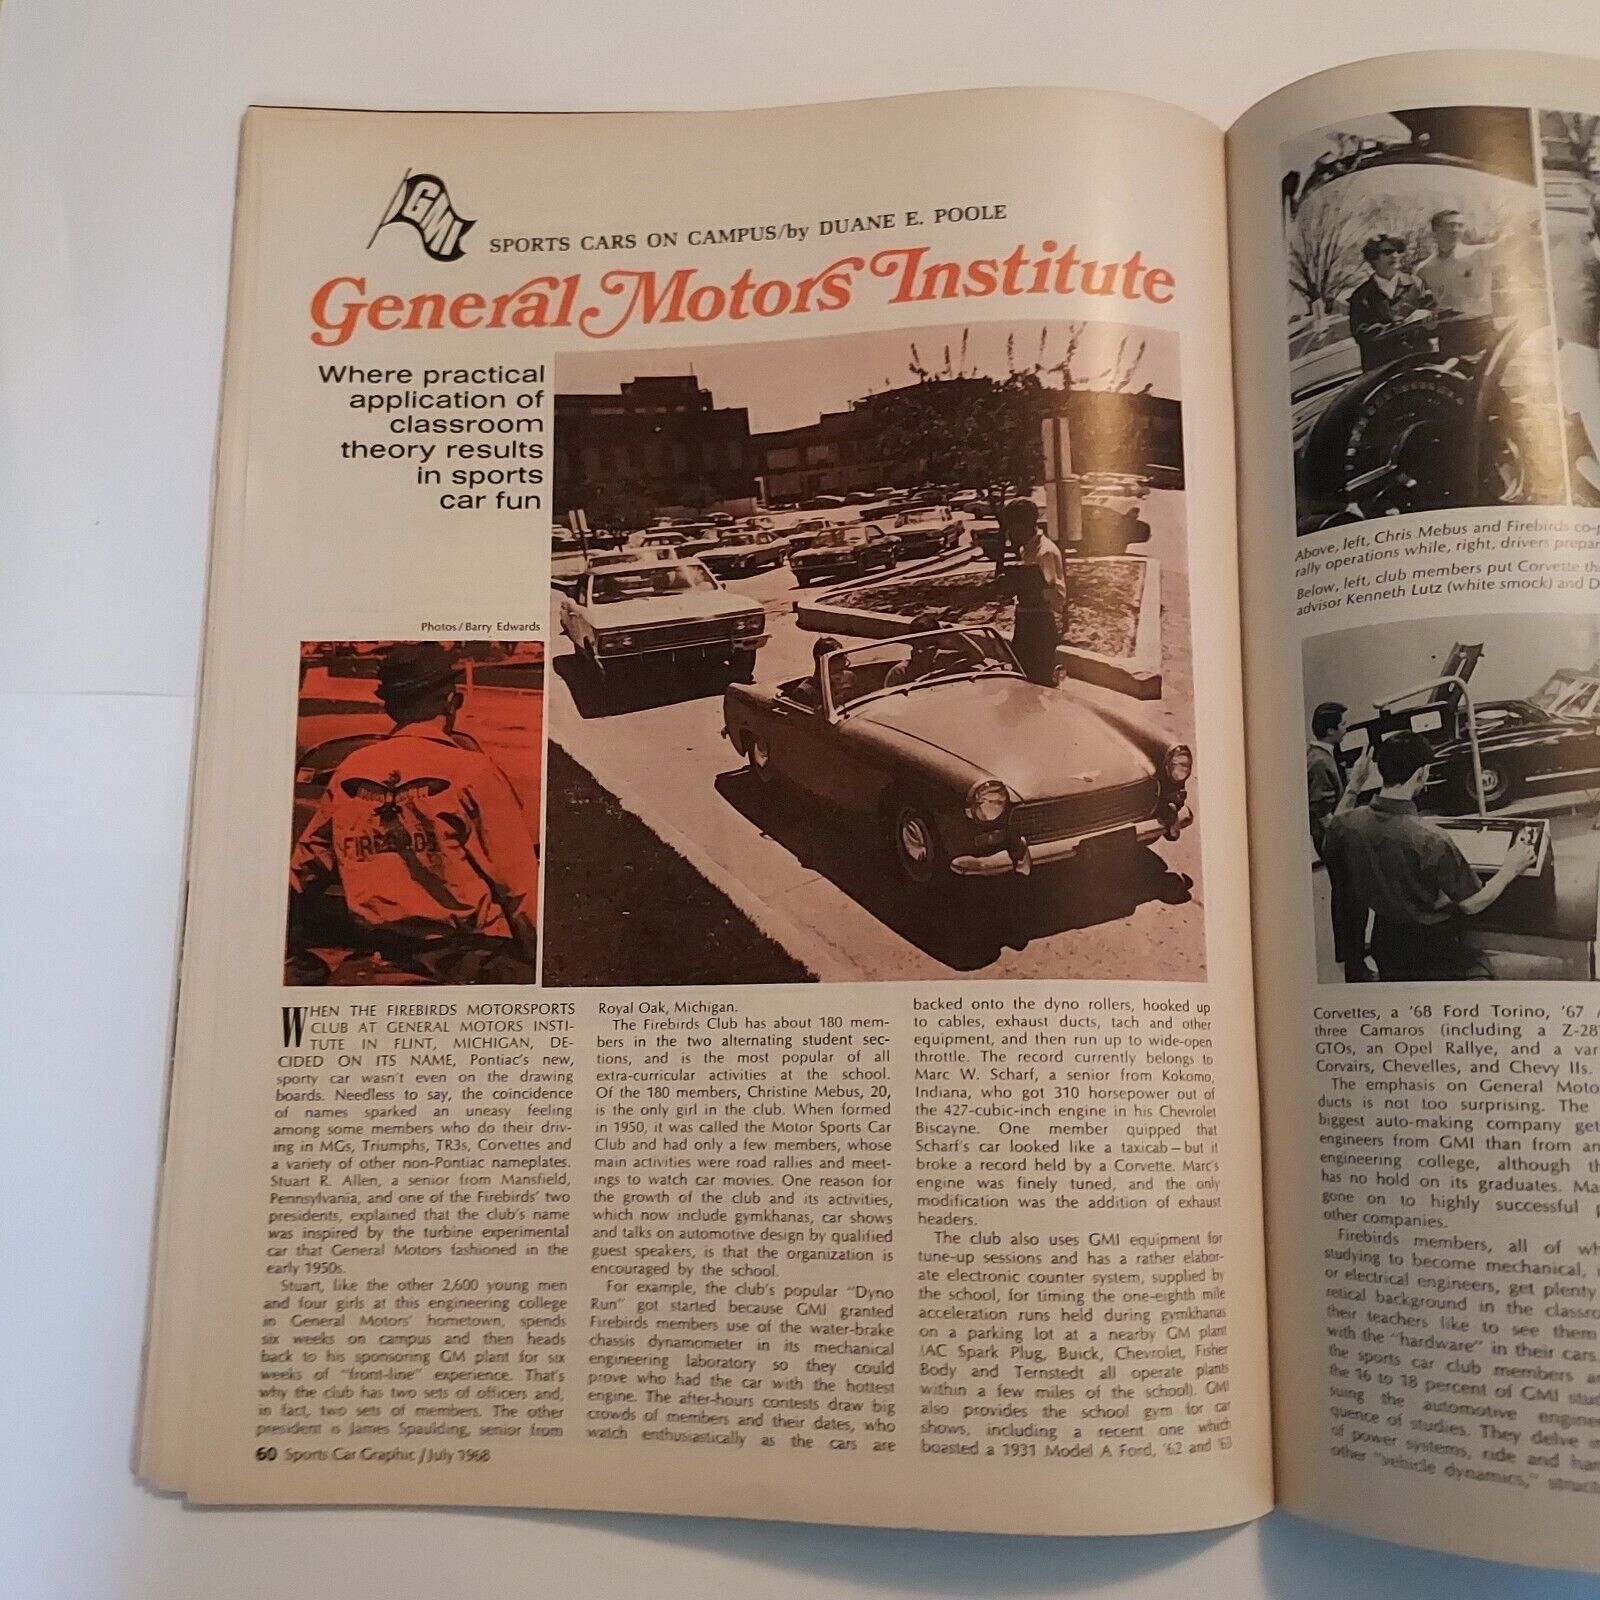 GMI
SPORTS CARS ON CAMPUS/by DUANE E. POOLE
General Motors Institute
Where practical
application of
classroom
theory results
in sports
car fun
Photos/Barry Edwards
FIREBIRDS
WHEN THE FIREBIRDS MOTORSPORTS
CLUB AT GENERAL MOTORS INSTI-
TUTE IN FLINT, MICHIGAN, DE-
CIDED ON ITS NAME, Pontiac's new,
sporty car wasn't even on the drawing
boards. Needless to say, the coincidence
of names sparked an uneasy feeling
among some members who do their driv-
ing in MGs, Triumphs, TR3s, Corvettes and
a variety of other non-Pontiac nameplates.
Stuart R. Allen, a senior from Mansfield,
Pennsylvania, and one of the Firebirds' two
presidents, explained that the club's name
was inspired by the turbine experimental
car that General Motors fashioned in the
early 1950s.
Stuart, like the other 2,600 young men
and four girls at this engineering college
in General Motors' hometown, spends
six weeks on campus and then heads
back to his sponsoring GM plant for six
weeks of "front-line" experience. That's
why the club has two sets of officers and,
in fact, two sets of members. The other
president is James Spaulding, senior from
60 Sports Car Graphic/July 1968
Royal Oak, Michigan.
The Firebirds Club has about 180 mem-
bers in the two alternating student sec-
tions, and is the most popular of all
extra-curricular activities at the school.
Of the 180 members, Christine Mebus, 20,
is the only girl in the club. When formed
in 1950, it was called the Motor Sports Car
Club and had only a few members, whose
main activities were road rallies and meet-
ings to watch car movies. One reason for
the growth of the club and its activities,
which now include gymkhanas, car shows
and talks on automotive design by qualified
guest speakers, is that the organization is
encouraged by the school.
For example, the club's popular "Dyno
Run" got started because GMI granted
Firebirds members use of the water-brake
chassis dynamometer in its mechanical
engineering laboratory so they could
prove who had the car with the hottest
engine. The after-hours contests draw big
crowds of members and their dates, who
watch enthusiastically as the cars are
backed onto the dyno rollers, hooked up
to cables, exhaust ducts, tach and other
equipment, and then run up to wide-open
throttle. The record currently belongs to
Marc W. Scharf, a senior from Kokomo,
Indiana, who got 310 horsepower out of
the 427-cubic-inch engine in his Chevrolet
Biscayne. One member quipped that
Scharf's car looked like a taxicab—but it
broke a record held by a Corvette. Marc's
engine was finely tuned, and the only
modification was the addition of exhaust
headers.
The club also uses GMI equipment for
tune-up sessions and has a rather elabor-
ate electronic counter system, supplied by
the school, for timing the one-eighth mile
acceleration runs held during gymkhanas
on a parking lot at a nearby GM plant
(AC Spark Plug, Buick, Chevrolet, Fisher
Body and Ternstedt all operate plants
within a few miles of the school). GMI
also provides the school gym for car
shows, including a recent one which
boasted a 1931 Model A Ford, '62 and '63
Above, left, Chris Mebus and Firebirds co-p
rally operations while, right, drivers prepar
Below, left, club members put Corvette th
advisor Kenneth Lutz (white smock) and D
Corvettes, a '68 Ford Torino, '67
three Camaros (including a Z-28
GTOs, an Opel Rallye, and a var
Corvairs, Chevelles, and Chevy IIs.
The emphasis on General Moto
ducts is not too surprising. The
biggest auto-making company get
engineers from GMI than from an
engineering college, although th
has no hold on its graduates. Ma
gone on to highly successful
other companies.
Firebirds members, all of wh
studying to become mechanical,
or electrical engineers, get plenty
retical background in the classro
their teachers like to see them
with the "hardware" in their cars.
the sports car club members a
the 16 to 18 percent of GMI stud
suing the automotive engine
quence of studies. They delve
of power systems, ride and han
other "vehicle dynamics," struct